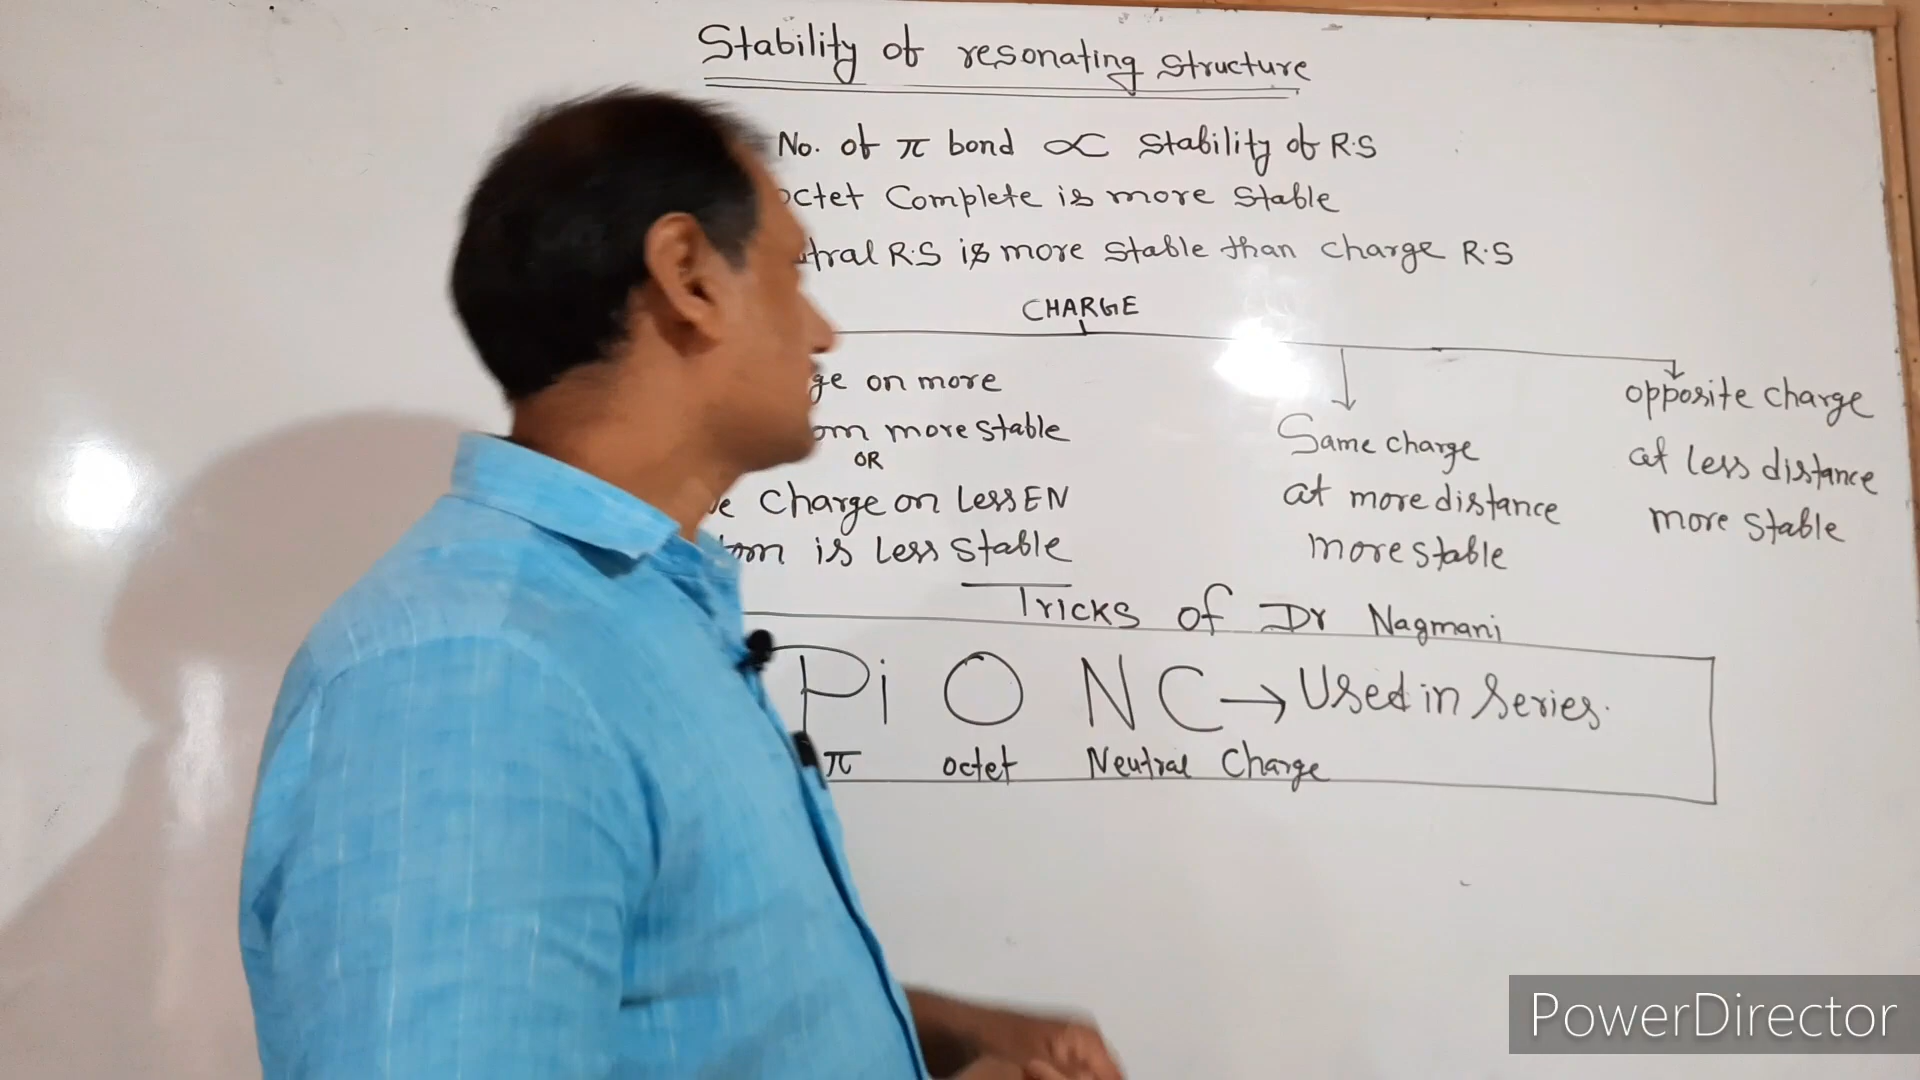 Stability of resonating structure
No. of π bond ∝ Stability of R.S
octet Complete is more stable
R.S is more stable than charge R.S
CHARGE
on more
more stable
OR
Charge on Less EN
is Less stable
Same charge
at more distance
more stable
opposite charge
at less distance
more stable
Tricks of Dr Nagmani
Pi O N C → Used in series.
π octet Neutral Charge
PowerDirector